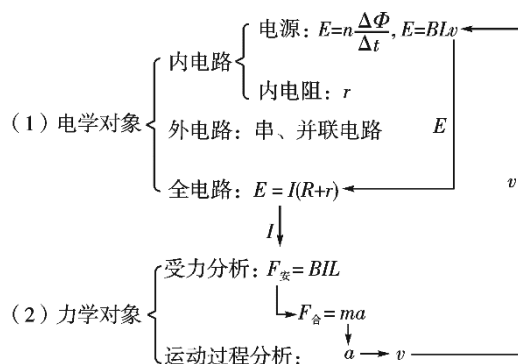 电源：E=n ΔΦ/Δt, E=BLv
内电路
内电阻：r
（1）电学对象
外电路：串、并联电路
E
全电路：E=I(R+r)
v
I
受力分析：F安=BIL
（2）力学对象
F合=ma
运动过程分析：a v